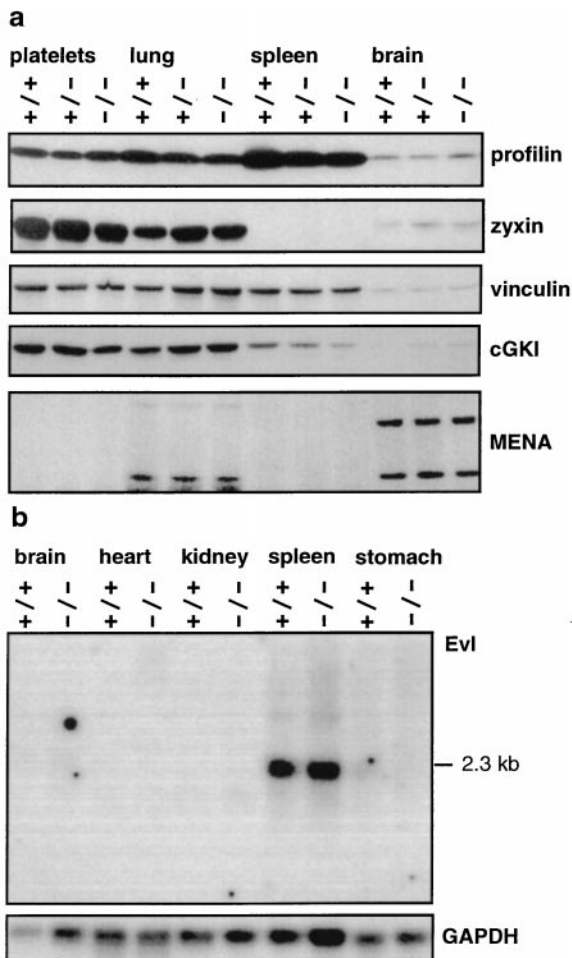 a
platelets lung spleen brain
+/+ +/- -/- +/+ +/- -/- +/+ +/- -/- +/+ +/- -/-
profilin
zyxin
vinculin
cGKI
MENA
b
brain heart kidney spleen stomach
+/+ -/- +/+ -/- +/+ -/- +/+ -/- +/+ -/-
Evl
2.3 kb
GAPDH